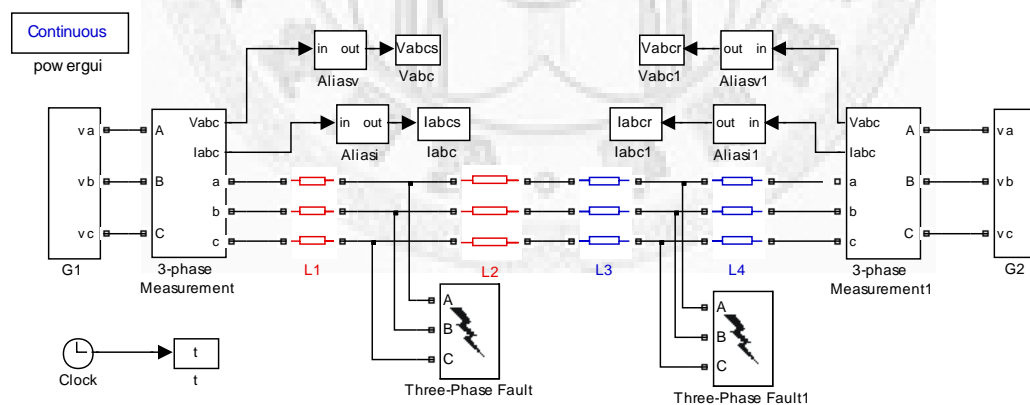 Continuous
pow ergui
in out
Aliasv
Vabcs
Vabc
Vabcr
Vabc1
out in
Aliasv1
in out
Aliasi
Iabcs
Iabc
Iabcr
Iabc1
out in
Aliasi1
va
vb
vc
G1
A
B
C
Vabc
Iabc
a
b
c
3-phase
Measurement
L1
L2
L3
L4
Vabc
Iabc
a
b
c
A
B
C
3-phase
Measurement1
va
vb
vc
G2
A
B
C
Three-Phase Fault
A
B
C
Three-Phase Fault1
Clock
t
t